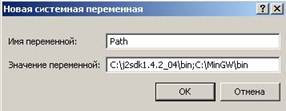 Новая системная переменная
Имя переменной: Path
Значение переменной: C:\j2sdk1.4.2_04\bin;C:\MinGW\bin
OK Отмена